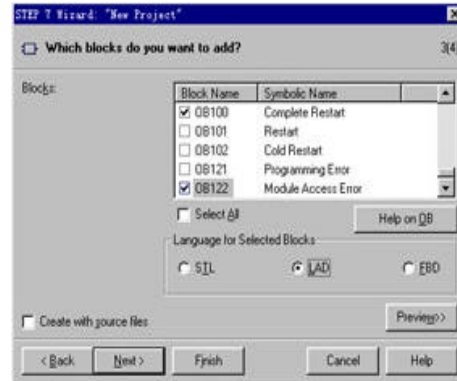 STEP 7 Wizard: "New Project"
Which blocks do you want to add?
3(4)
Blocks:
Block Name Symbolic Name
OB100 Complete Restart
OB101 Restart
OB102 Cold Restart
OB121 Programming Error
OB122 Module Access Error
Select All
Help on OB
Language for Selected Blocks
STL LAD FBD
Create with source files
Preview>>
< Back Next > Finish Cancel Help